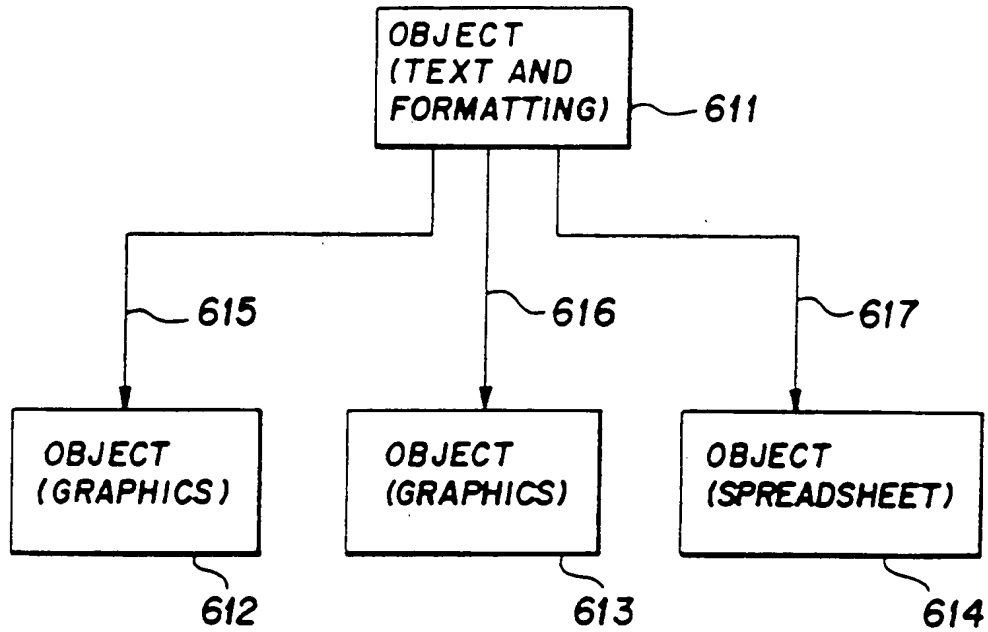 OBJECT
(TEXT AND
FORMATTING)
611
615
616
617
OBJECT
(GRAPHICS)
OBJECT
(GRAPHICS)
OBJECT
(SPREADSHEET)
612
613
614